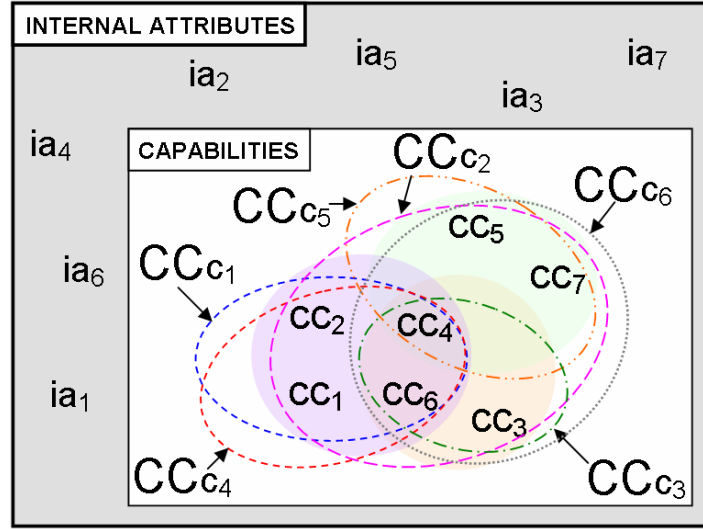 INTERNAL ATTRIBUTES
ia5
ia7
ia2
ia3
ia4
CAPABILITIES
CCc2
CCc5
CCc6
cc5
ia6
CCc1
cc7
cc2
cc4
ia1
cc1
cc6
cc3
CCc4
CCc3